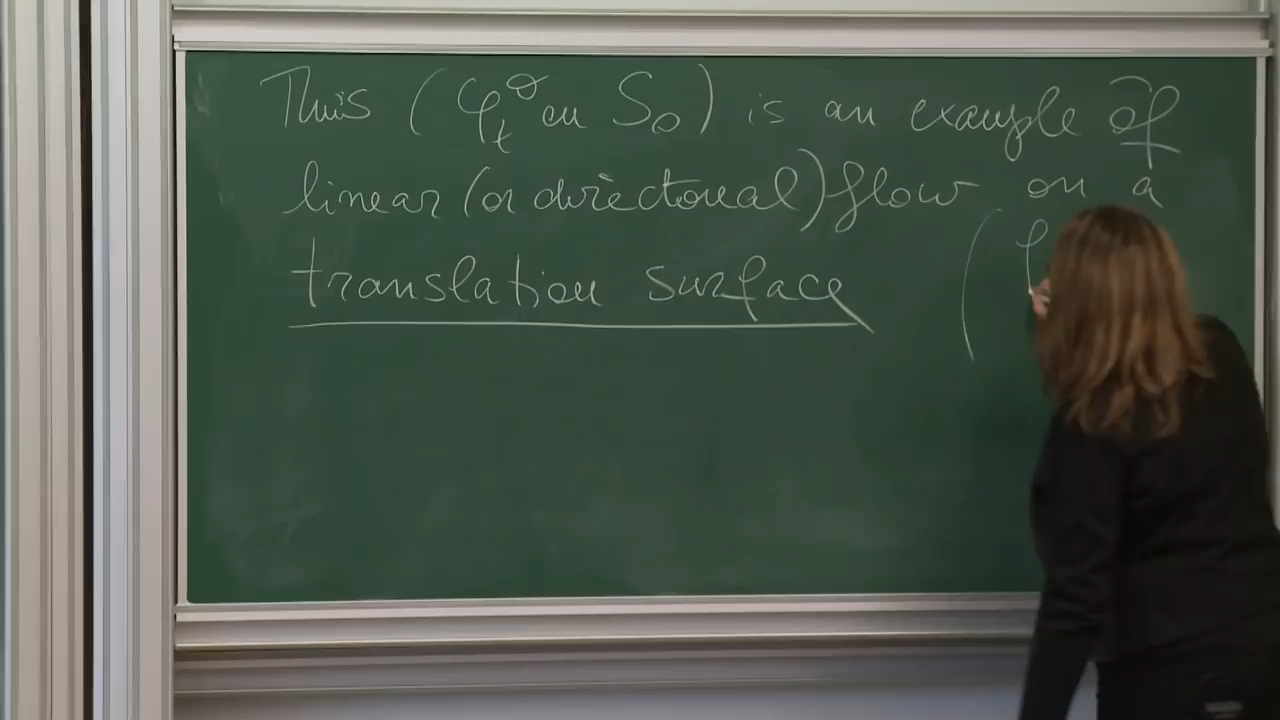 This (φ_t^θ on S_0) is an example of
linear (or directional) flow on a
translation surface (